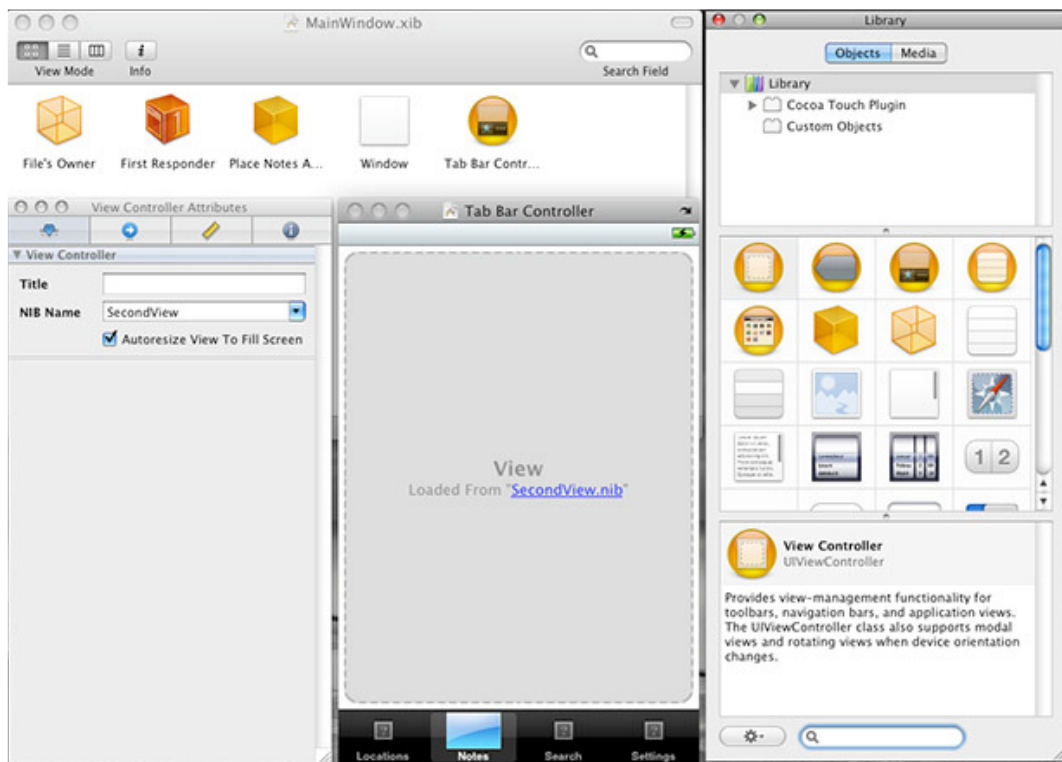 MainWindow.xib
View Mode
Info
Search Field
File's Owner
First Responder
Place Notes A...
Window
Tab Bar Contr...
View Controller Attributes
View Controller
Title
NIB Name
SecondView
Autoresize View To Fill Screen
Tab Bar Controller
View
Loaded From "SecondView.nib"
Locations
Notes
Search
Settings
Library
Objects
Media
Library
Cocoa Touch Plugin
Custom Objects
1 2
View Controller
UIViewController
Provides view-management functionality for
toolbars, navigation bars, and application views.
The UIViewController class also supports modal
views and rotating views when device orientation
changes.